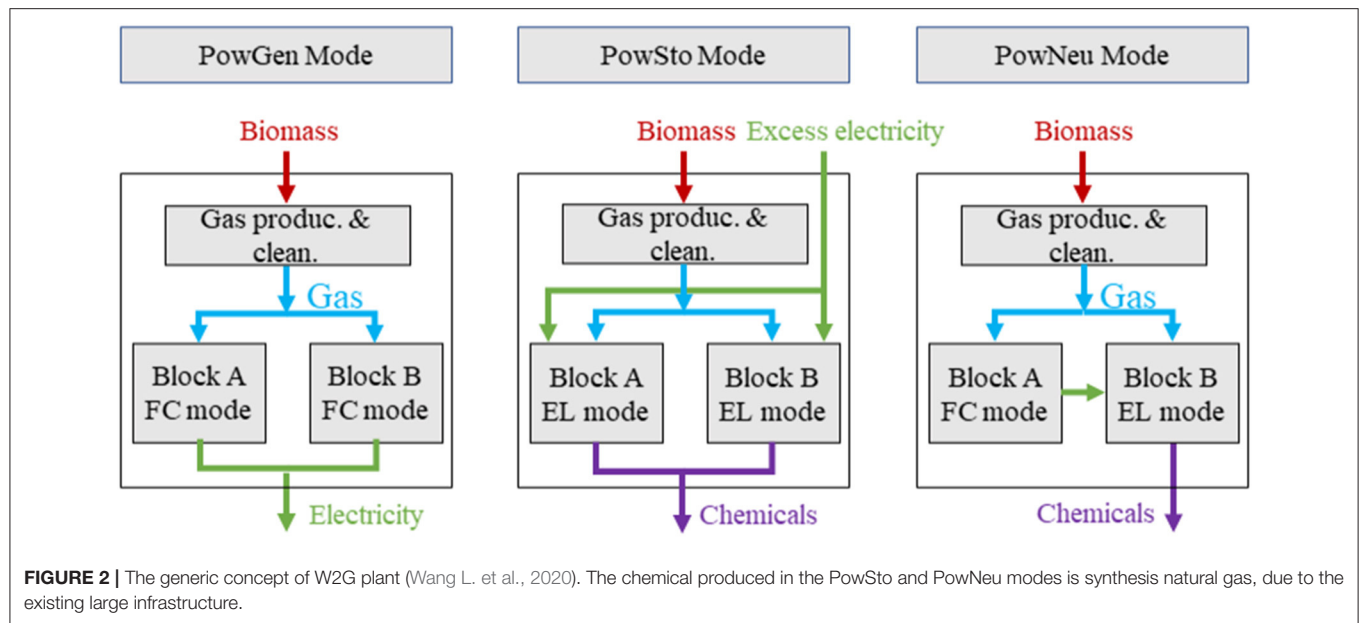 PowGen Mode
PowSto Mode
PowNeu Mode
Biomass
Gas produc. &
clean.
Gas
Block A
FC mode
Block B
FC mode
Electricity
Biomass
Excess electricity
Gas produc. &
clean.
Block A
EL mode
Block B
EL mode
Chemicals
Biomass
Gas produc. &
clean.
Gas
Block A
FC mode
Block B
EL mode
Chemicals
FIGURE 2 | The generic concept of W2G plant (Wang L. et al., 2020). The chemical produced in the PowSto and PowNeu modes is synthesis natural gas, due to the
existing large infrastructure.